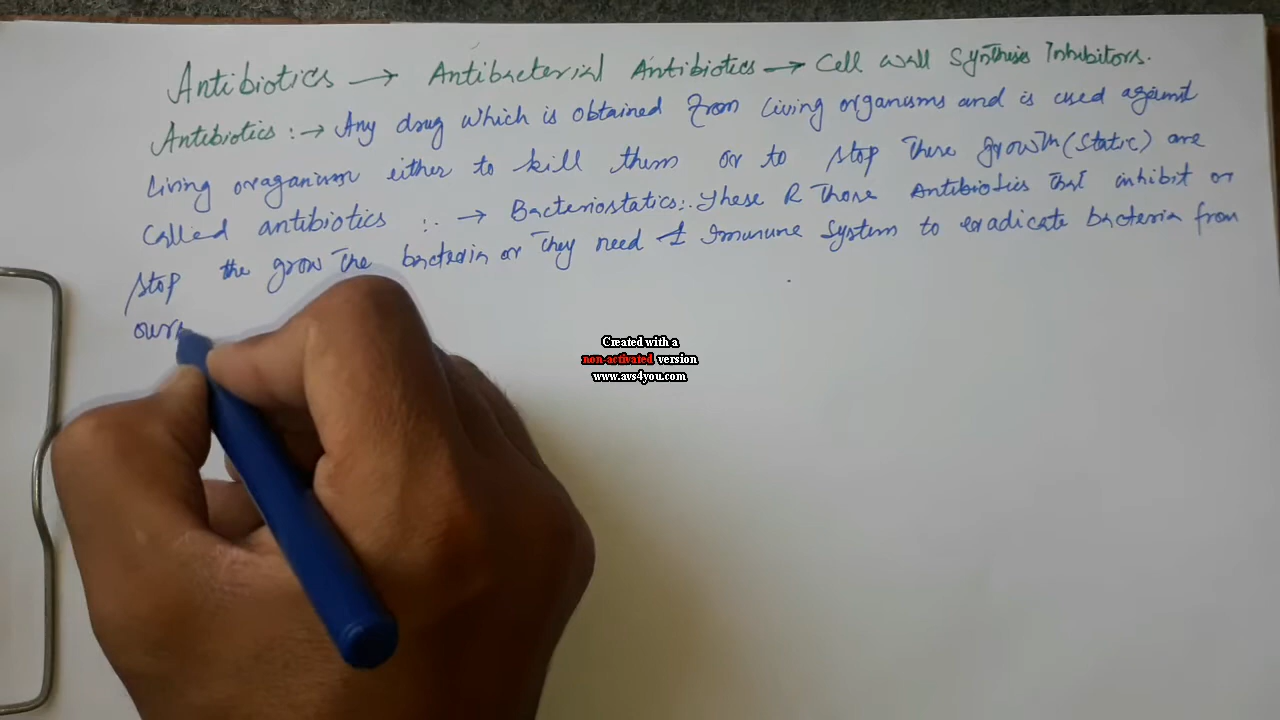 Antibiotics → Antibacterial Antibiotics → Cell wall Synthesis Inhibitors.
Antibiotics :→ Any drug which is obtained from living organisms and is used against
living oraganism either to kill them or to stop there growth (static) are
called antibiotics :. → Bacteriostatics:. These R Those Antibiotics that inhibit or
stop the grow the bacteria or They need Immune System to eradicate bacteria from
our
Created with a
non-activated version
www.avs4you.com